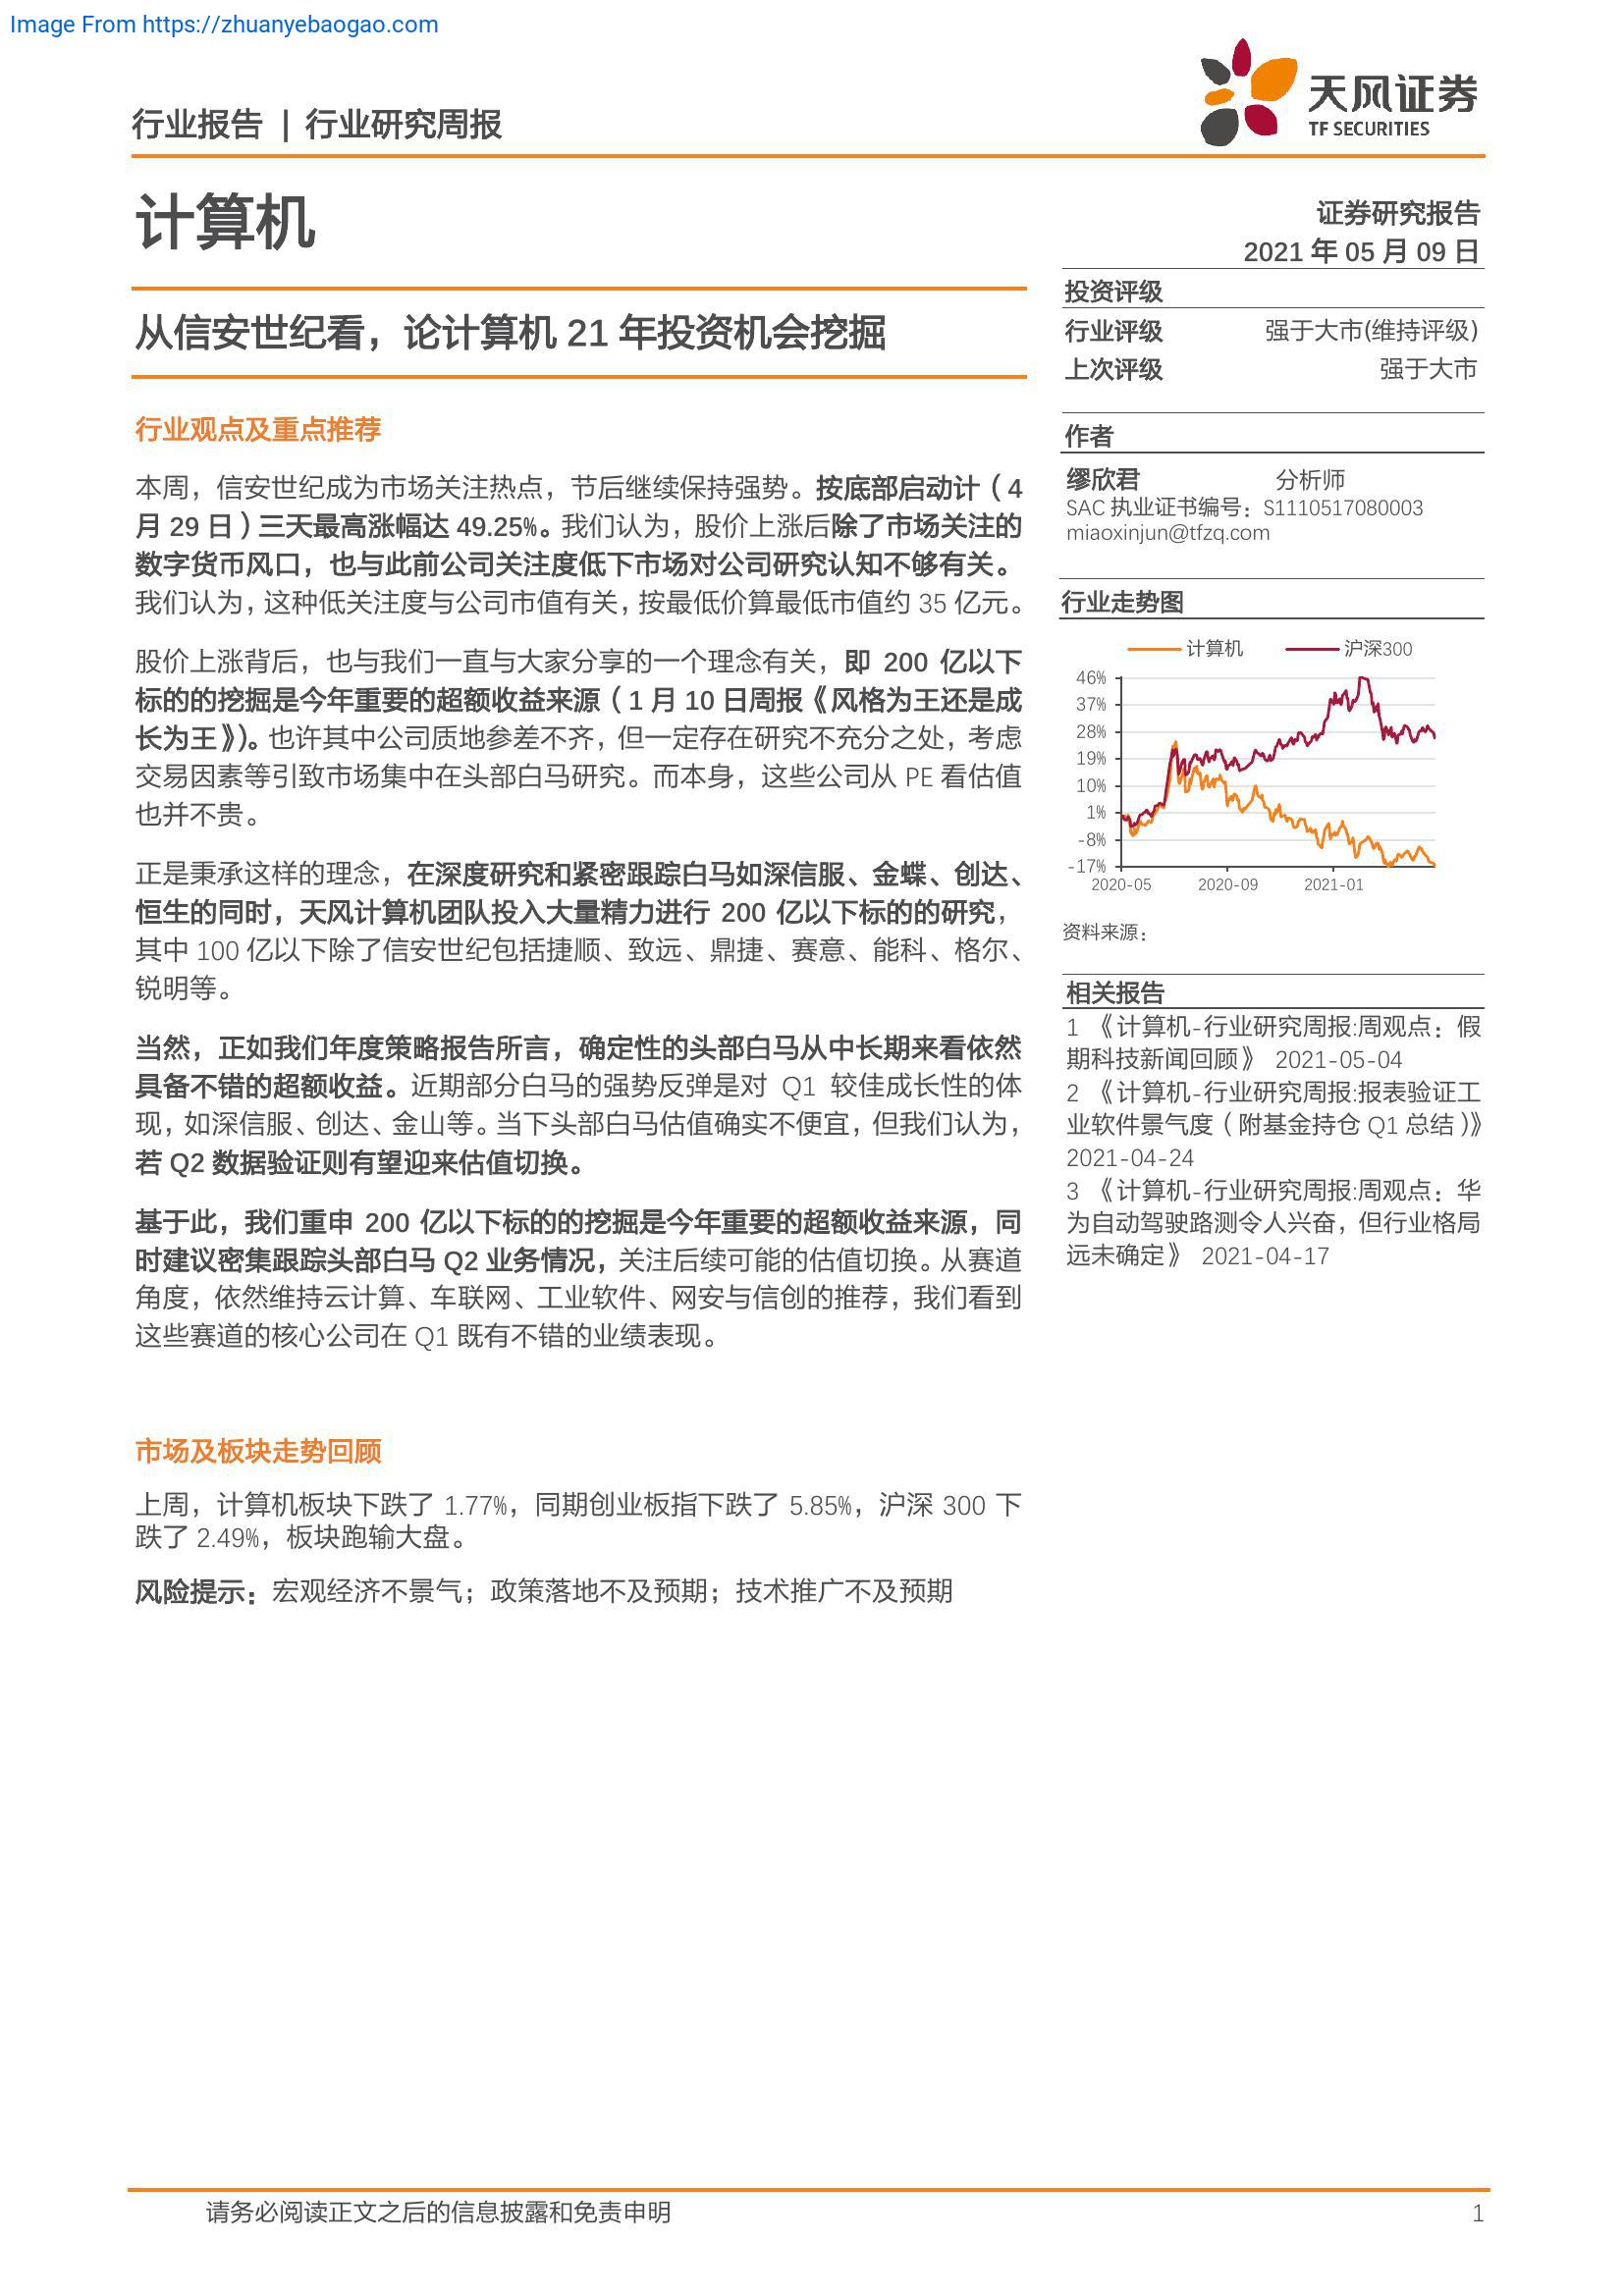 Image From https://zhuanyebaogao.com
行业报告 | 行业研究周报
天风证券
TF SECURITIES
计算机
从信安世纪看，论计算机 21 年投资机会挖掘
行业观点及重点推荐
本周，信安世纪成为市场关注热点，节后继续保持强势。按底部启动计（4
月 29 日）三天最高涨幅达 49.25%。我们认为，股价上涨后除了市场关注的
数字货币风口，也与此前公司关注度低下市场对公司研究认知不够有关。
我们认为，这种低关注度与公司市值有关，按最低价算最低市值约 35 亿元。
股价上涨背后，也与我们一直与大家分享的一个理念有关，即 200 亿以下
标的的挖掘是今年重要的超额收益来源（1 月 10 日周报《风格为王还是成
长为王》）。也许其中公司质地参差不齐，但一定存在研究不充分之处，考虑
交易因素等引致市场集中在头部白马研究。而本身，这些公司从 PE 看估值
也并不贵。
正是秉承这样的理念，在深度研究和紧密跟踪白马如深信服、金蝶、创达、
恒生的同时，天风计算机团队投入大量精力进行 200 亿以下标的的研究，
其中 100 亿以下除了信安世纪包括捷顺、致远、鼎捷、赛意、能科、格尔、
锐明等。
当然，正如我们年度策略报告所言，确定性的头部白马从中长期来看依然
具备不错的超额收益。近期部分白马的强势反弹是对 Q1 较佳成长性的体
现，如深信服、创达、金山等。当下头部白马估值确实不便宜，但我们认为，
若 Q2 数据验证则有望迎来估值切换。
基于此，我们重申 200 亿以下标的的挖掘是今年重要的超额收益来源，同
时建议密集跟踪头部白马 Q2 业务情况，关注后续可能的估值切换。从赛道
角度，依然维持云计算、车联网、工业软件、网安与信创的推荐，我们看到
这些赛道的核心公司在 Q1 既有不错的业绩表现。
市场及板块走势回顾
上周，计算机板块下跌了 1.77%，同期创业板指下跌了 5.85%，沪深 300 下
跌了 2.49%，板块跑输大盘。
风险提示：宏观经济不景气；政策落地不及预期；技术推广不及预期
证券研究报告
2021 年 05 月 09 日
投资评级
行业评级 强于大市(维持评级)
上次评级 强于大市
作者
缪欣君 分析师
SAC 执业证书编号：S1110517080003
miaoxinjun@tfzq.com
行业走势图
计算机 沪深300
46%
37%
28%
19%
10%
1%
-8%
-17%
2020-05 2020-09 2021-01
资料来源：
相关报告
1 《计算机-行业研究周报:周观点：假
期科技新闻回顾》 2021-05-04
2 《计算机-行业研究周报:报表验证工
业软件景气度（附基金持仓 Q1 总结）》
2021-04-24
3 《计算机-行业研究周报:周观点：华
为自动驾驶路测令人兴奋，但行业格局
远未确定》 2021-04-17
请务必阅读正文之后的信息披露和免责申明 1